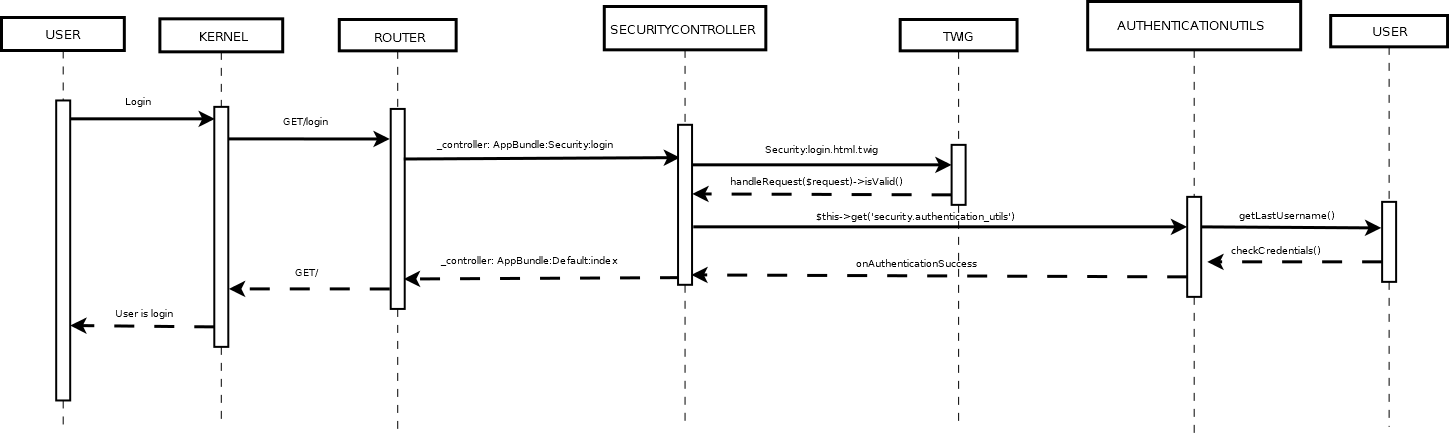 USER
KERNEL
ROUTER
SECURITYCONTROLLER
TWIG
AUTHENTICATIONUTILS
USER
Login
GET/login
_controller: AppBundle:Security:login
Security:login.html.twig
handleRequest($request)->isValid()
$this->get('security.authentication_utils')
getLastUsername()
checkCredentials()
onAuthenticationSuccess
_controller: AppBundle:Default:index
GET/
User is login